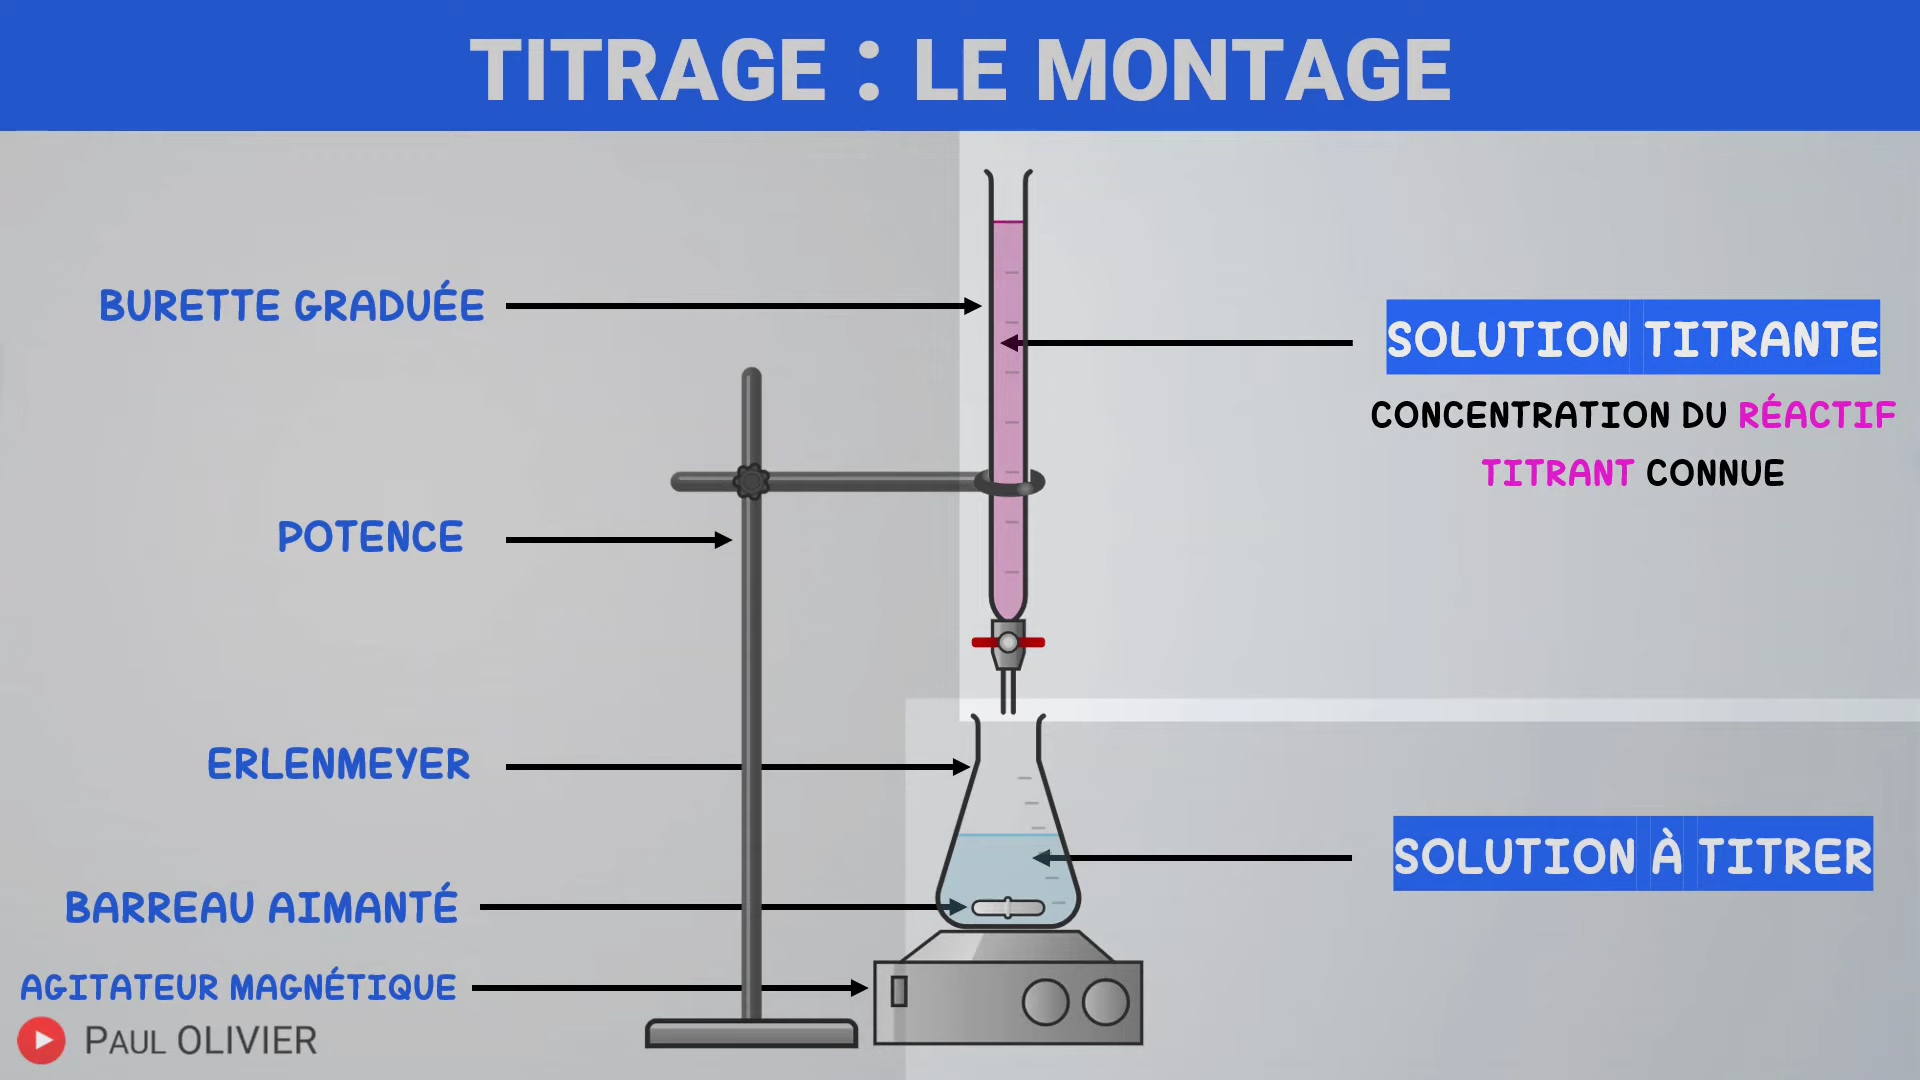 TITRAGE : LE MONTAGE
BURETTE GRADUÉE
SOLUTION TITRANTE
CONCENTRATION DU RÉACTIF
TITRANT CONNUE
POTENCE
ERLENMEYER
SOLUTION À TITRER
BARREAU AIMANTÉ
AGITATEUR MAGNÉTIQUE
PAUL OLIVIER